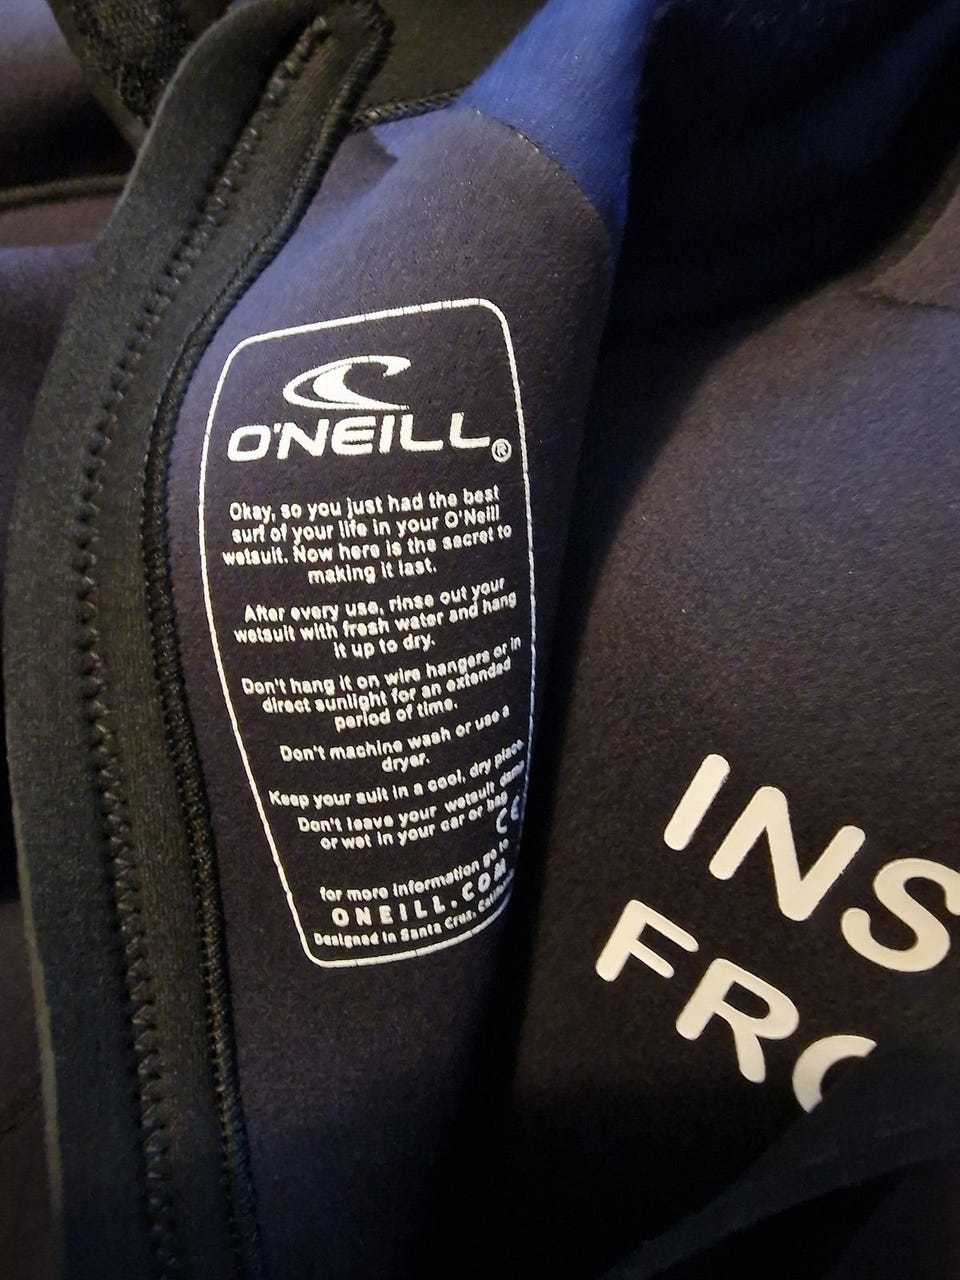 O'NEILL®
Okay, so you just had the best
surf of your life in your O'Neill
wetsuit. Now here is the secret to
making it last.
After every use, rinse out your
wetsuit with fresh water and hang
it up to dry.
Don't hang it on wire hangers or in
direct sunlight for an extended
period of time.
Don't machine wash or use a
dryer.
Keep your suit in a cool, dry place.
Don't leave your wetsuit damp
or wet in your car or bag
CE
for more information go to
ONEILL.COM
Designed in Santa Cruz, California
INS
FRO